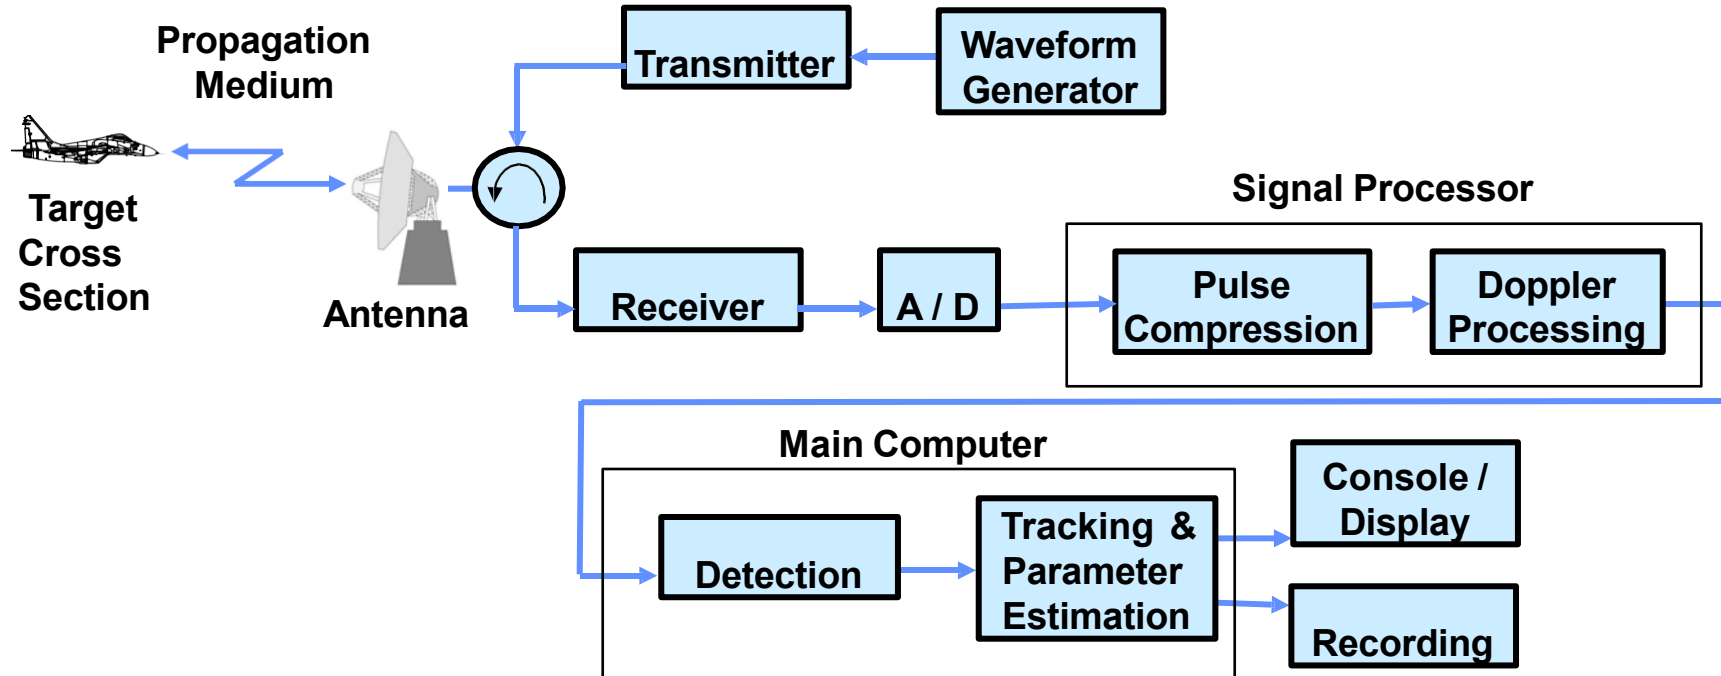 Propagation
Medium
Transmitter
Waveform
Generator
Target
Cross
Section
Antenna
Signal Processor
Receiver
A / D
Pulse
Compression
Doppler
Processing
Main Computer
Detection
Tracking &
Parameter
Estimation
Console /
Display
Recording